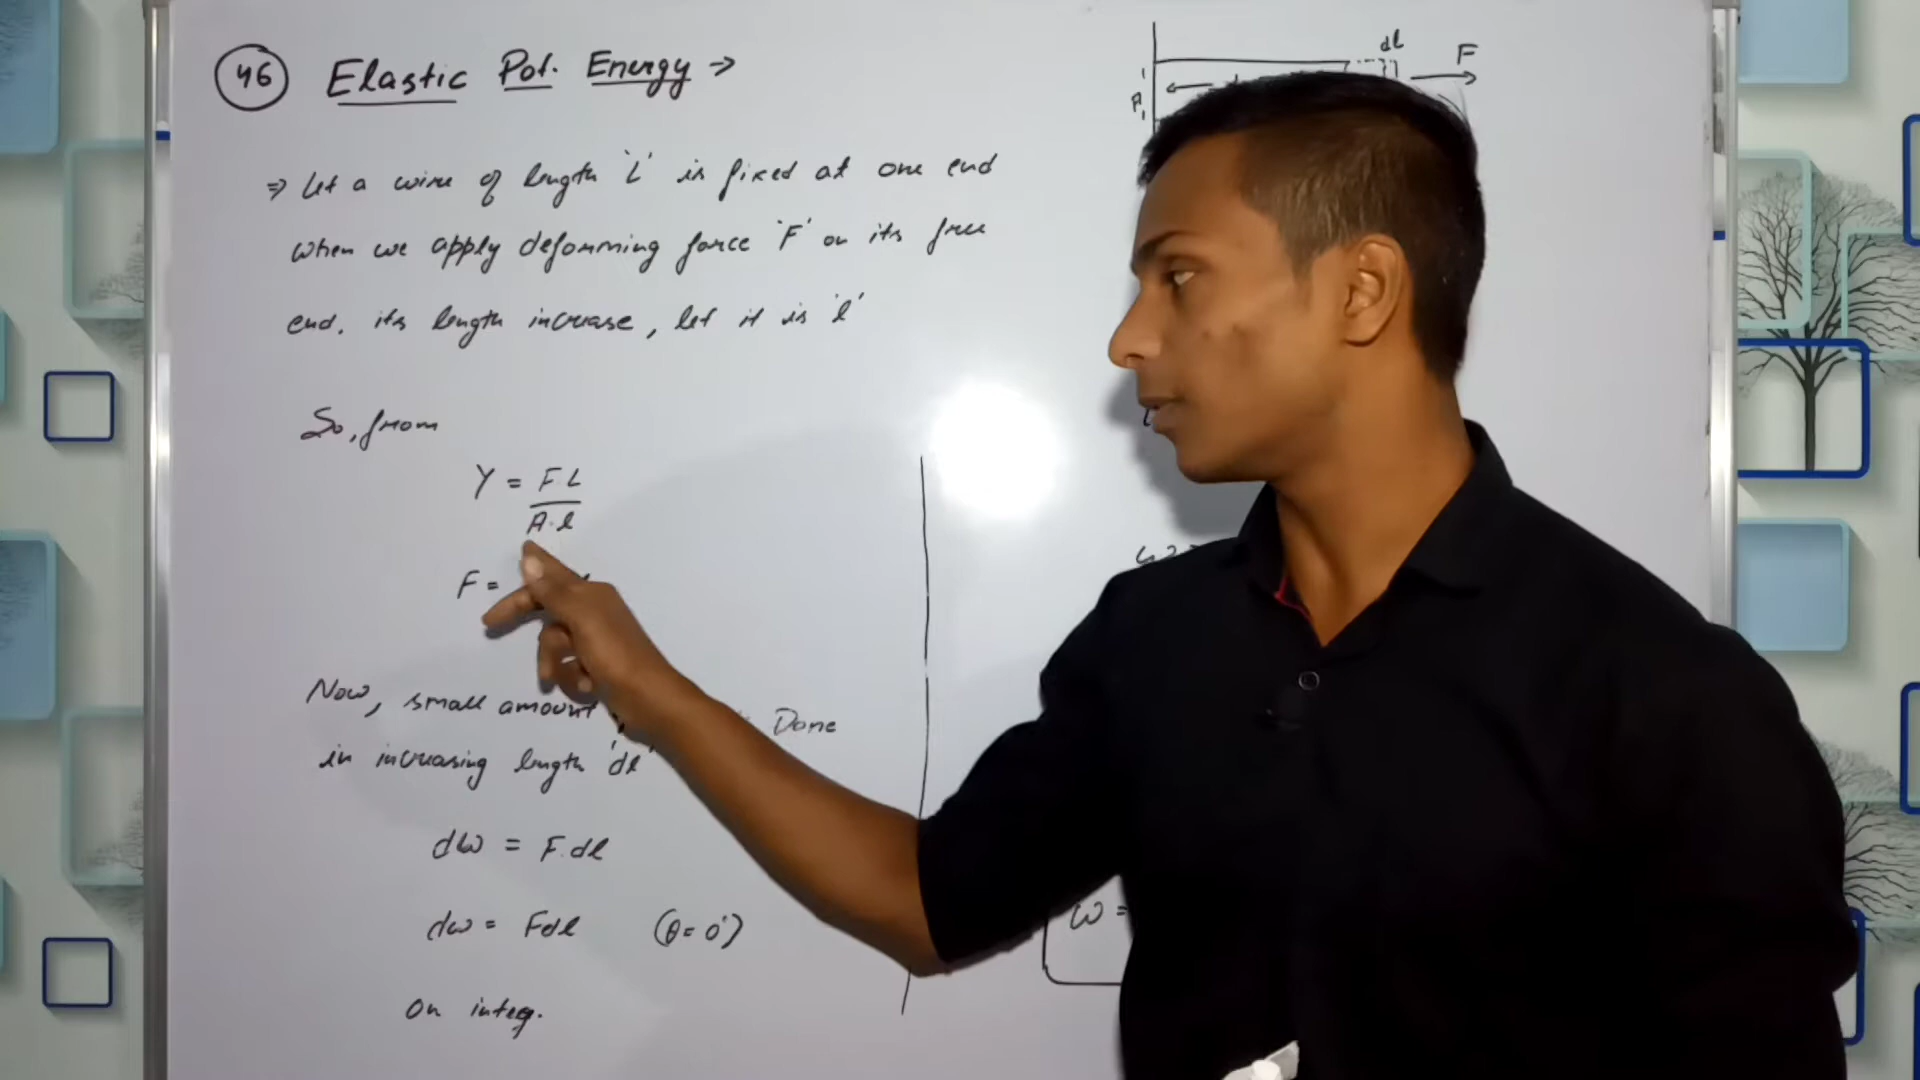 46 Elastic Pot. Energy →
⇒ Let a wire of length 'L' is fixed at one end
when we apply deforming force 'F' on its free
end. its length increase, let it is 'l'
So, from
Y = FL
A.l
F =
Now, small amount
Done
in increasing length 'dl'
dW = F.dl
dw = Fdl (θ=0°)
On integ.
dl
F
A
W =